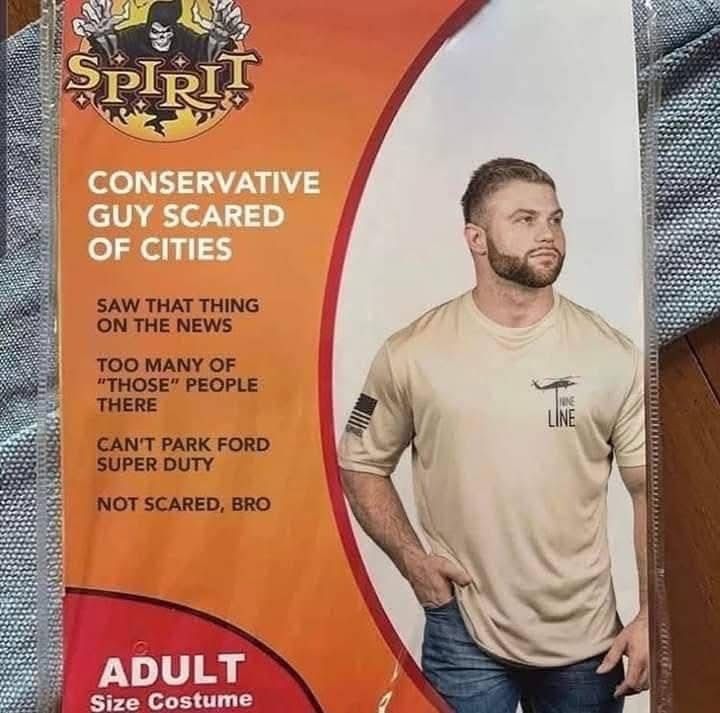 SPIRIT
CONSERVATIVE
GUY SCARED
OF CITIES
SAW THAT THING
ON THE NEWS
TOO MANY OF
"THOSE" PEOPLE
THERE
CAN'T PARK FORD
SUPER DUTY
NOT SCARED, BRO
NINE
LINE
ADULT
Size Costume